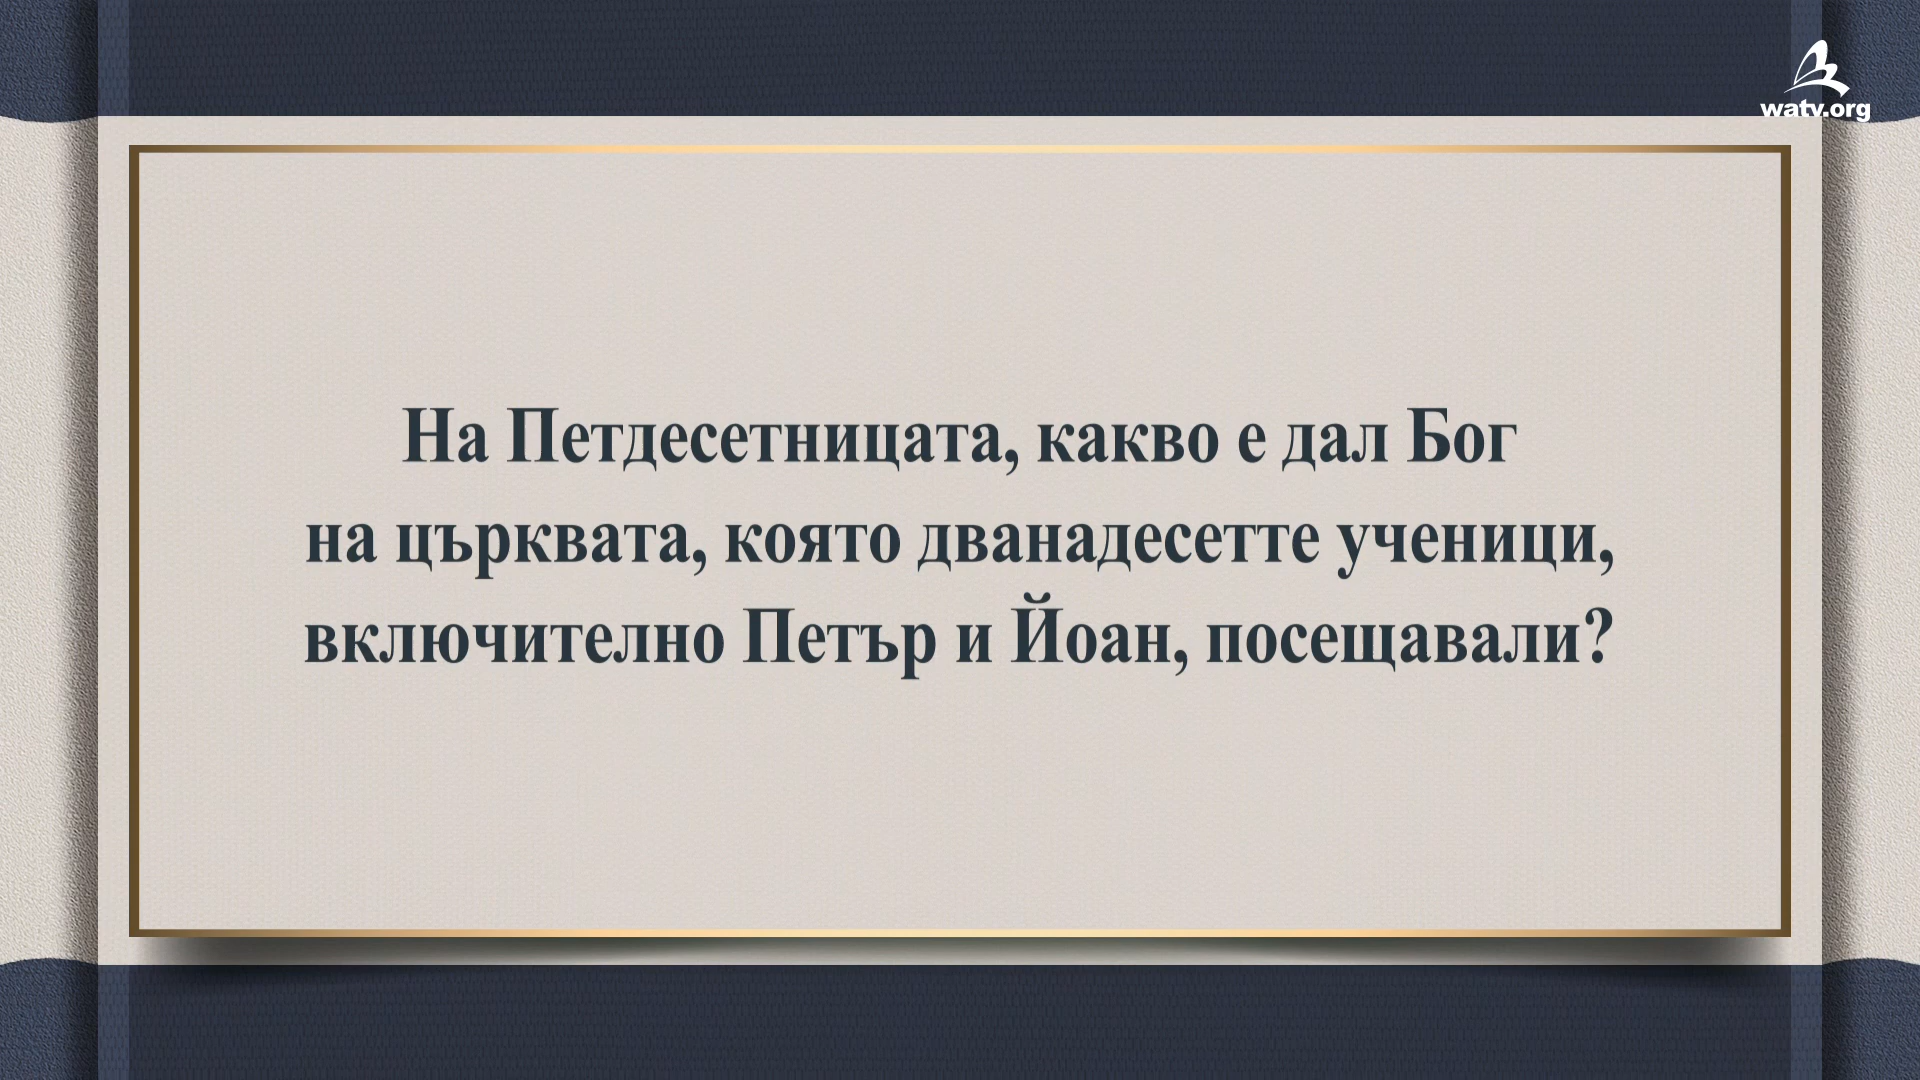 watv.org
На Петдесетницата, какво е дал Бог
на църквата, която дванадесетте ученици,
включително Петър и Йоан, посещавали?